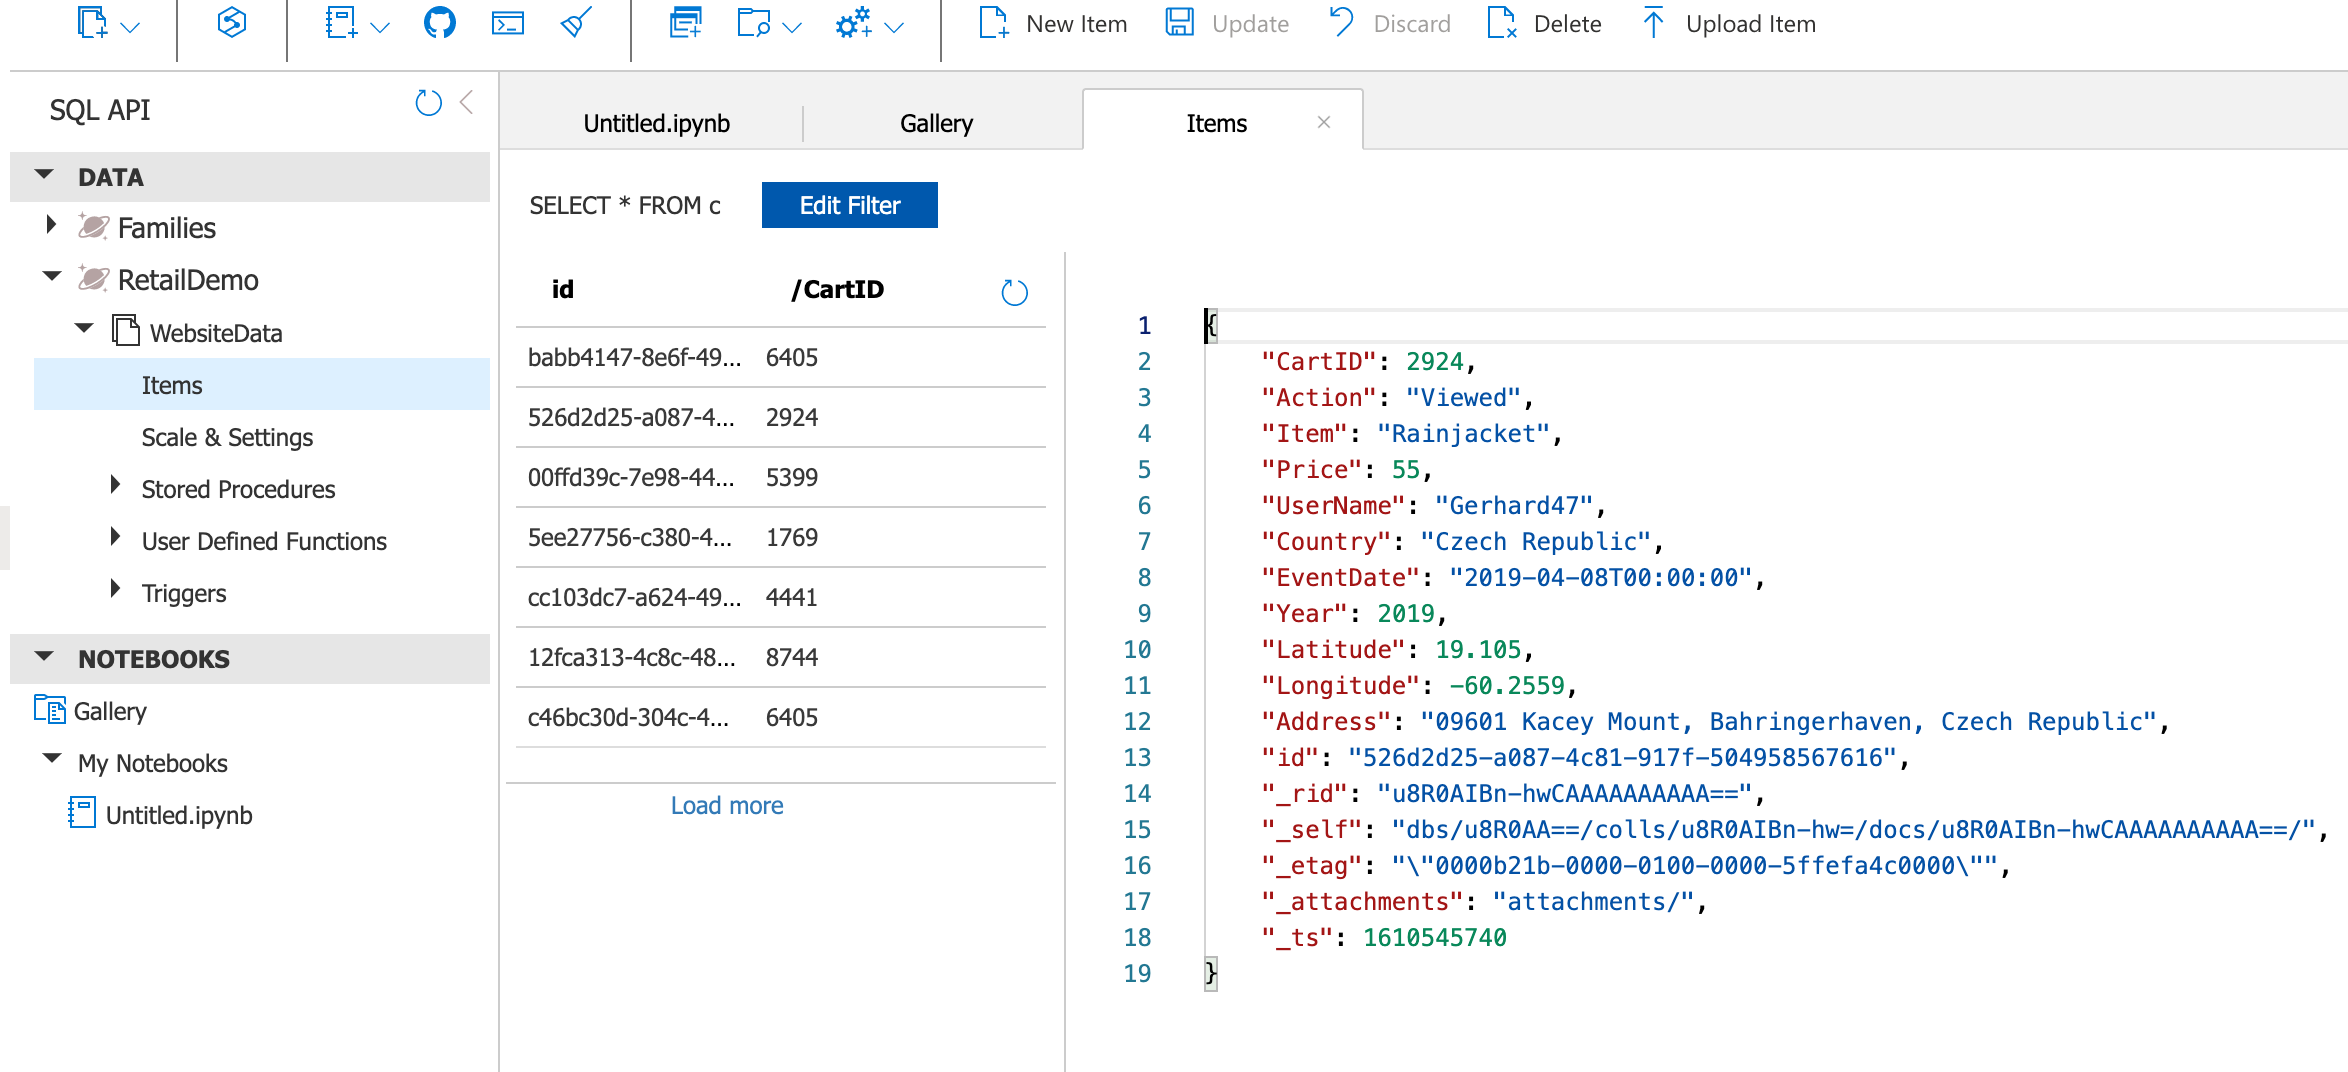 New Item
Update
Discard
Delete
Upload Item
SQL API
DATA
Families
RetailDemo
WebsiteData
Items
Scale & Settings
Stored Procedures
User Defined Functions
Triggers
NOTEBOOKS
Gallery
My Notebooks
Untitled.ipynb
Untitled.ipynb
Gallery
Items
SELECT * FROM c
Edit Filter
id /CartID
babb4147-8e6f-49... 6405
526d2d25-a087-4... 2924
00ffd39c-7e98-44... 5399
5ee27756-c380-4... 1769
cc103dc7-a624-49... 4441
12fca313-4c8c-48... 8744
c46bc30d-304c-4... 6405
Load more
1 {
2 "CartID": 2924,
3 "Action": "Viewed",
4 "Item": "Rainjacket",
5 "Price": 55,
6 "UserName": "Gerhard47",
7 "Country": "Czech Republic",
8 "EventDate": "2019-04-08T00:00:00",
9 "Year": 2019,
10 "Latitude": 19.105,
11 "Longitude": -60.2559,
12 "Address": "09601 Kacey Mount, Bahringerhaven, Czech Republic",
13 "id": "526d2d25-a087-4c81-917f-504958567616",
14 "_rid": "u8R0AIBn-hwCAAAAAAAAAA==",
15 "_self": "dbs/u8R0AA==/colls/u8R0AIBn-hw=/docs/u8R0AIBn-hwCAAAAAAAAAA==/",
16 "_etag": "\"0000b21b-0000-0100-0000-5ffefa4c0000\"",
17 "_attachments": "attachments/",
18 "_ts": 1610545740
19 }